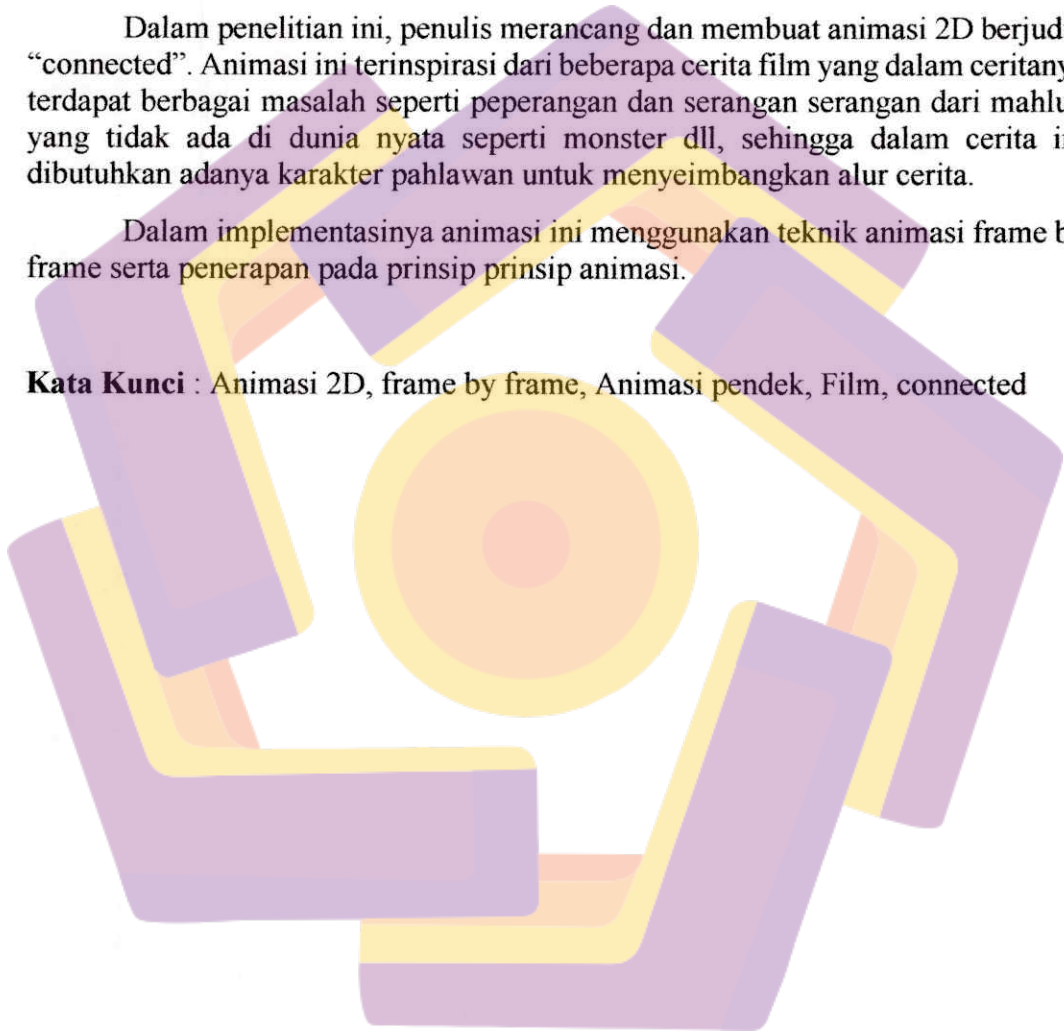 Dalam penelitian ini, penulis merancang dan membuat animasi 2D berjud
“connected”. Animasi ini terinspirasi dari beberapa cerita film yang dalam ceritany
terdapat berbagai masalah seperti peperangan dan serangan serangan dari mahlu
yang tidak ada di dunia nyata seperti monster dll, sehingga dalam cerita in
dibutuhkan adanya karakter pahlawan untuk menyeimbangkan alur cerita.
Dalam implementasinya animasi ini menggunakan teknik animasi frame b
frame serta penerapan pada prinsip prinsip animasi.
Kata Kunci : Animasi 2D, frame by frame, Animasi pendek, Film, connected